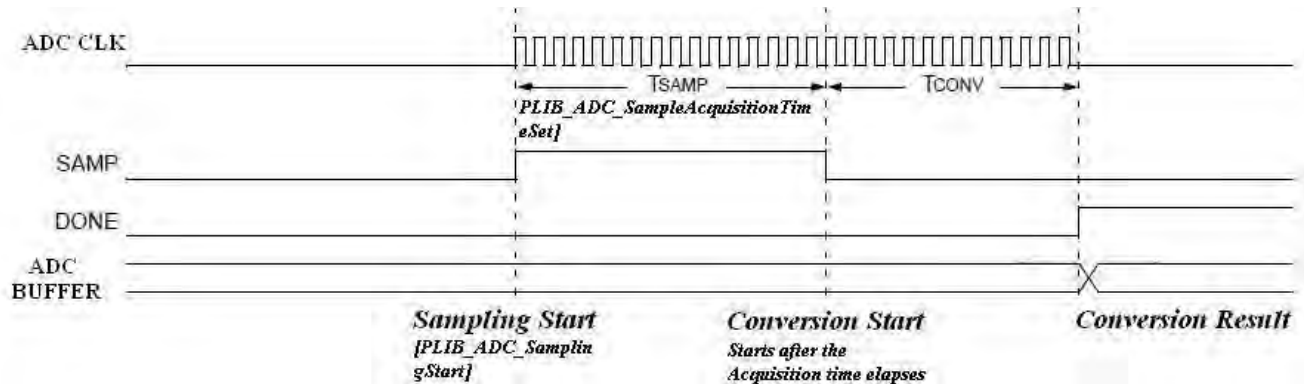 ADC CLK
TSAMP
TCONV
PLIB_ADC_SampleAcquisitionTim
eSet}
SAMP
DONE
ADC
BUFFER
Sampling Start
{PLIB_ADC_Samplin
gStart}
Conversion Start
Starts after the
Acquisition time elapses
Conversion Result